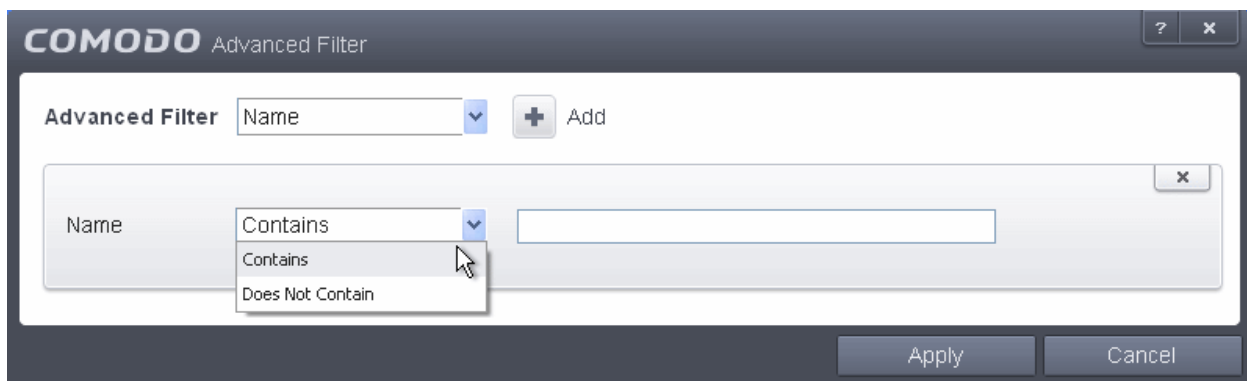 COMODO Advanced Filter
Advanced Filter Name Add
Name Contains
Contains
Does Not Contain
Apply Cancel